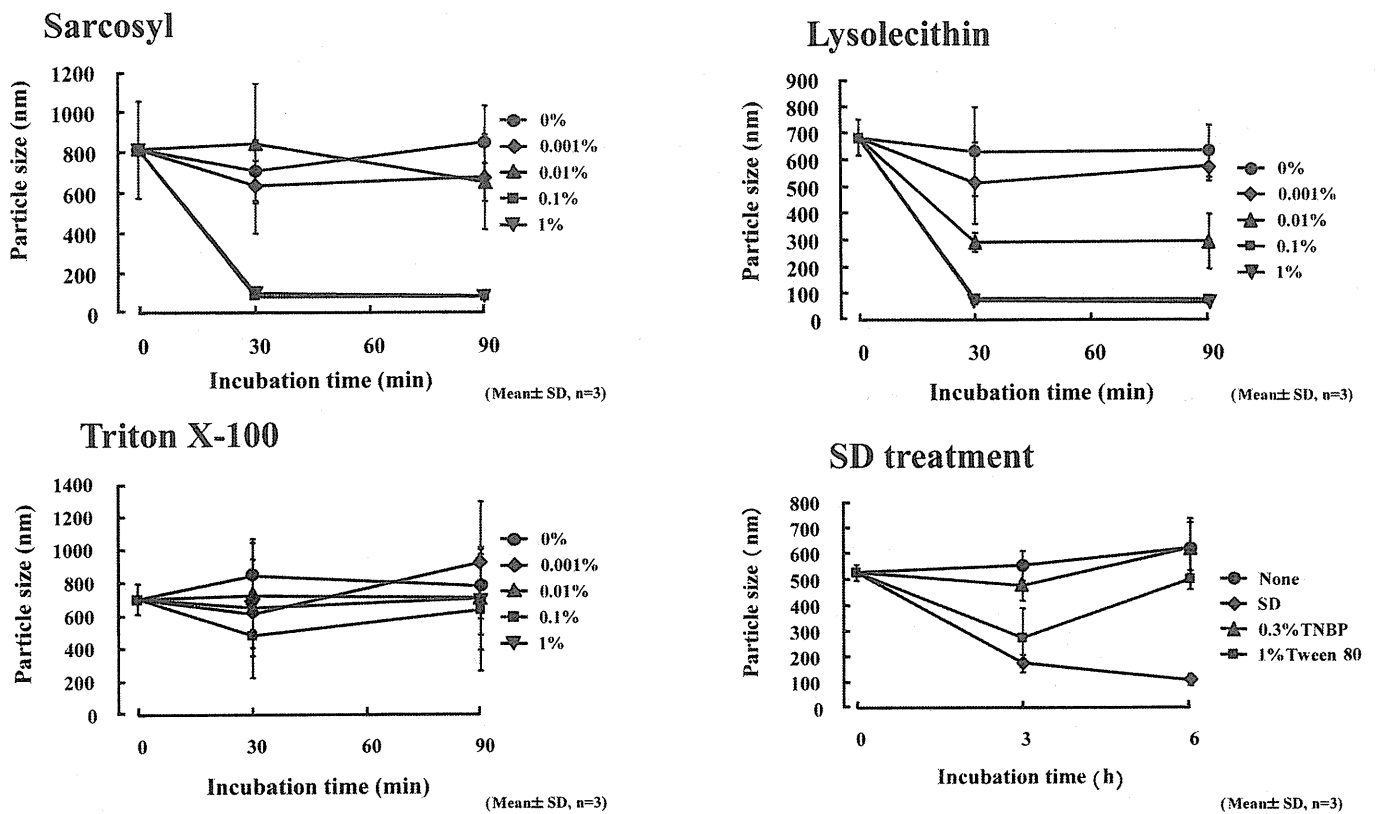 Sarcosyl
Particle size (nm)
1200
1000
800
600
400
200
0
0 30 60 90
Incubation time (min)
(Mean± SD, n=3)
0%
0.001%
0.01%
0.1%
1%
Lysolecithin
Particle size (nm)
900
800
700
600
500
400
300
200
100
0
0 30 60 90
Incubation time (min)
(Mean± SD, n=3)
0%
0.001%
0.01%
0.1%
1%
Triton X-100
Particle size (nm)
1400
1200
1000
800
600
400
200
0
0 30 60 90
Incubation time (min)
(Mean± SD, n=3)
0%
0.001%
0.01%
0.1%
1%
SD treatment
Particle size (nm)
800
700
600
500
400
300
200
100
0
0 3 6
Incubation time (h)
(Mean± SD, n=3)
None
SD
0.3%TNBP
1%Tween 80